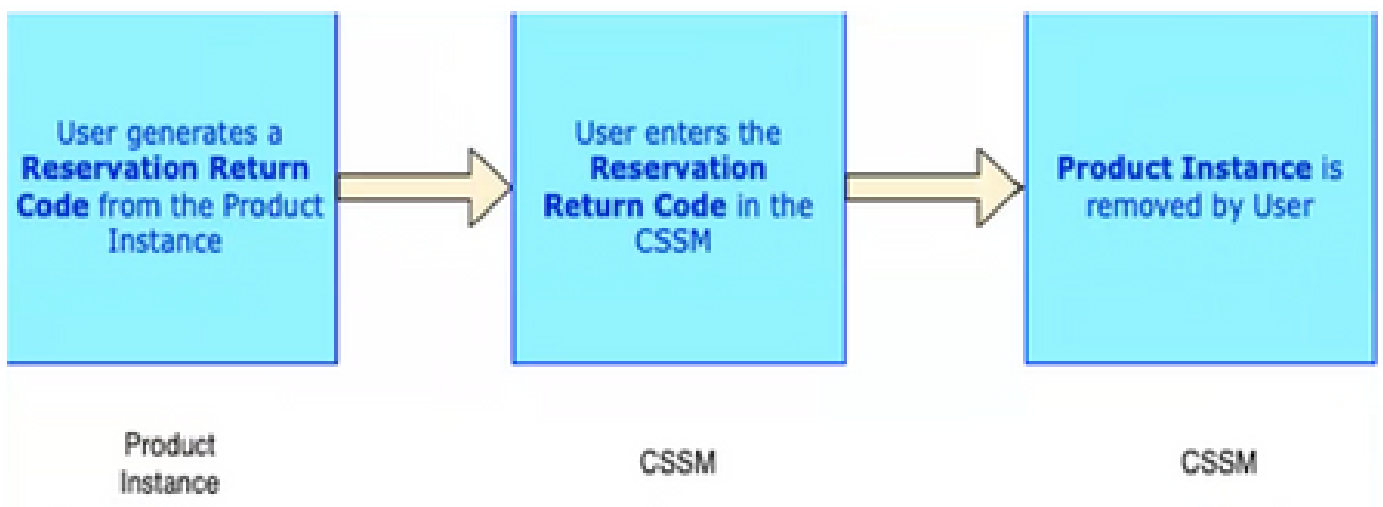 User generates a
Reservation Return
Code from the Product
Instance
User enters the
Reservation
Return Code in the
CSSM
Product Instance is
removed by User
Product
Instance
CSSM
CSSM